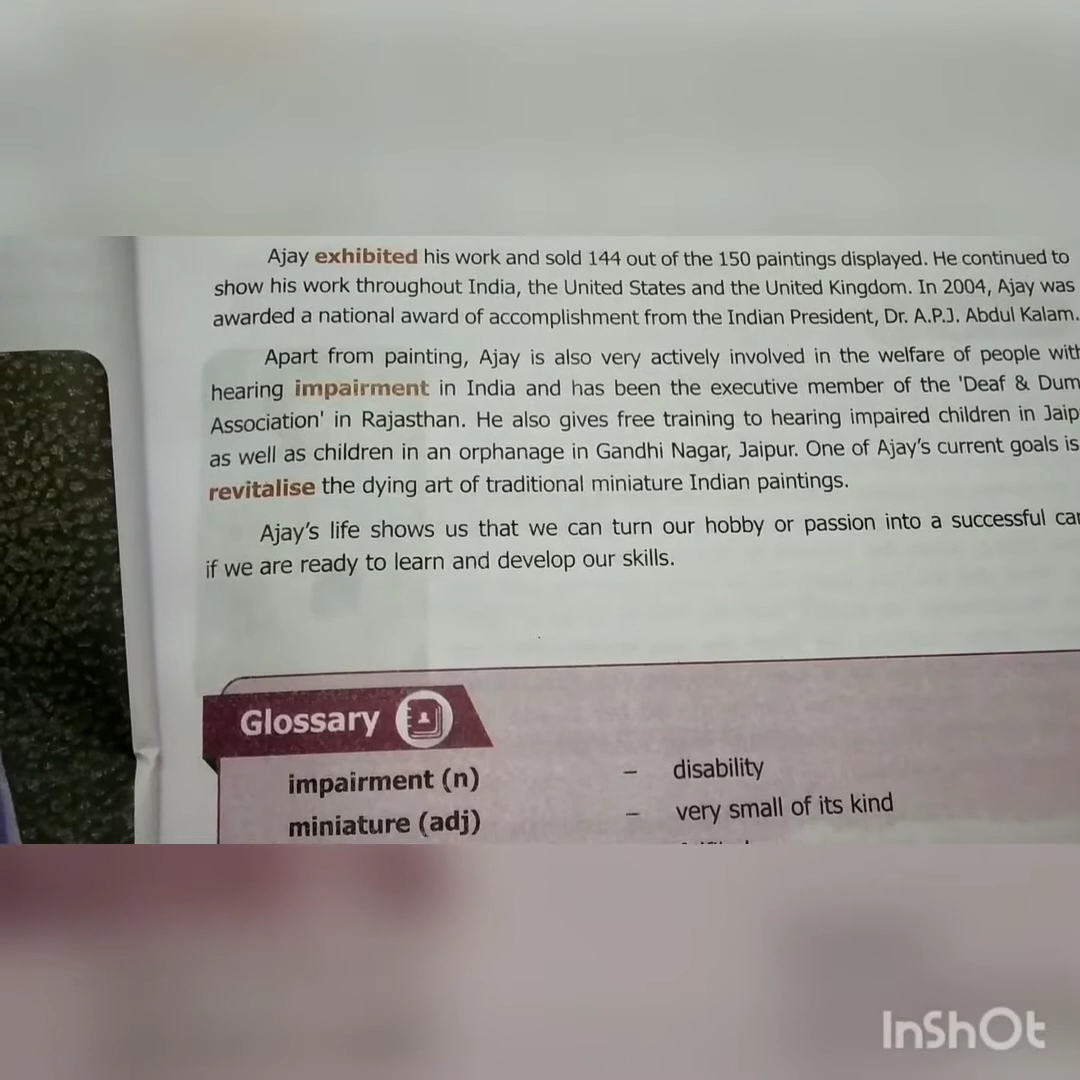 Ajay exhibited his work and sold 144 out of the 150 paintings displayed. He continued to
show his work throughout India, the United States and the United Kingdom. In 2004, Ajay was
awarded a national award of accomplishment from the Indian President, Dr. A.P.J. Abdul Kalam.
Apart from painting, Ajay is also very actively involved in the welfare of people with
hearing impairment in India and has been the executive member of the 'Deaf & Dum
Association' in Rajasthan. He also gives free training to hearing impaired children in Jaip
as well as children in an orphanage in Gandhi Nagar, Jaipur. One of Ajay's current goals is
revitalise the dying art of traditional miniature Indian paintings.
Ajay's life shows us that we can turn our hobby or passion into a successful car
if we are ready to learn and develop our skills.
Glossary
impairment (n) – disability
miniature (adj) – very small of its kind
InShOt